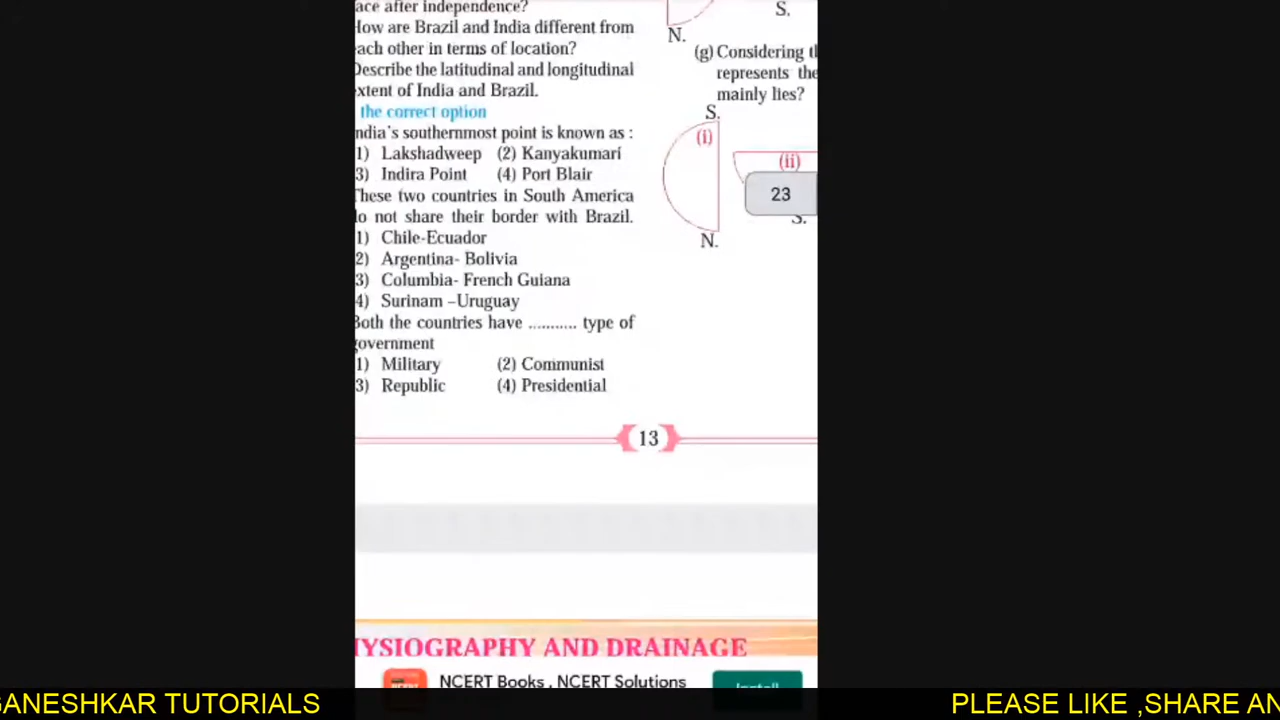 ace after independence?
How are Brazil and India different from
each other in terms of location?
Describe the latitudinal and longitudinal
extent of India and Brazil.
the correct option
India's southernmost point is known as :
1) Lakshadweep (2) Kanyakumari
3) Indira Point (4) Port Blair
These two countries in South America
do not share their border with Brazil.
1) Chile-Ecuador
2) Argentina- Bolivia
3) Columbia- French Guiana
4) Surinam –Uruguay
Both the countries have .......... type of
government
1) Military (2) Communist
3) Republic (4) Presidential
S.
N.
(g) Considering
represents the
mainly lies?
S.
(i)
(ii)
23
S.
N.
13
HYSIOGRAPHY AND DRAINAGE
NCERT Books , NCERT Solutions
Install
GANESHKAR TUTORIALS
PLEASE LIKE ,SHARE AN